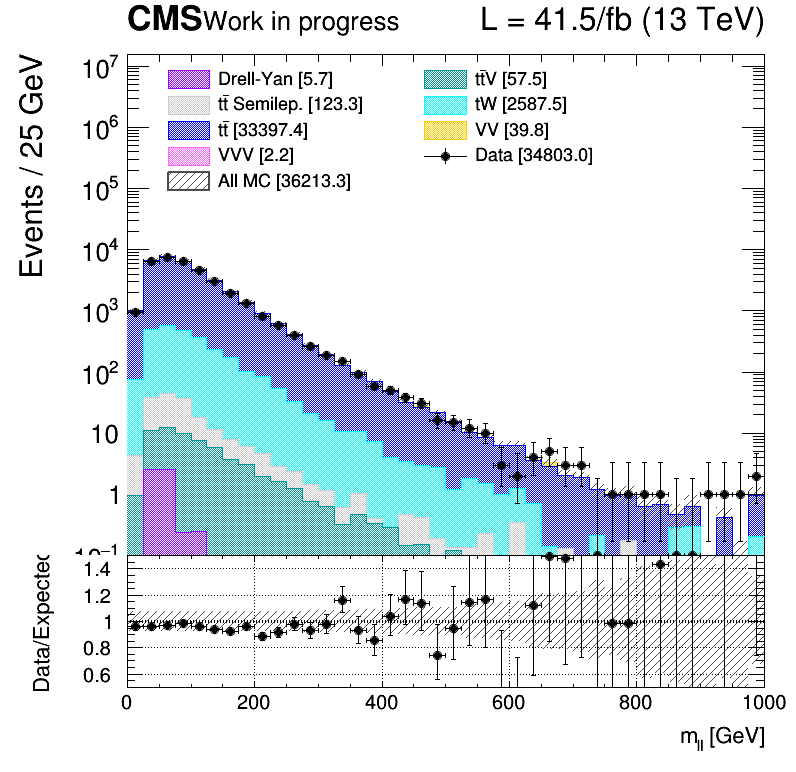 CMS Work in progress L = 41.5/fb (13 TeV)
Events / 25 GeV
10⁷
10⁶
10⁵
10⁴
10³
10²
10
1
10⁻¹
Drell-Yan [5.7]
tt̄ Semilep. [123.3]
tt̄ [33397.4]
VVV [2.2]
All MC [36213.3]
tt̄V [57.5]
tW [2587.5]
VV [39.8]
Data [34803.0]
Data/Expected
1.4
1.2
1
0.8
0.6
0 200 400 600 800 1000
m_ll [GeV]